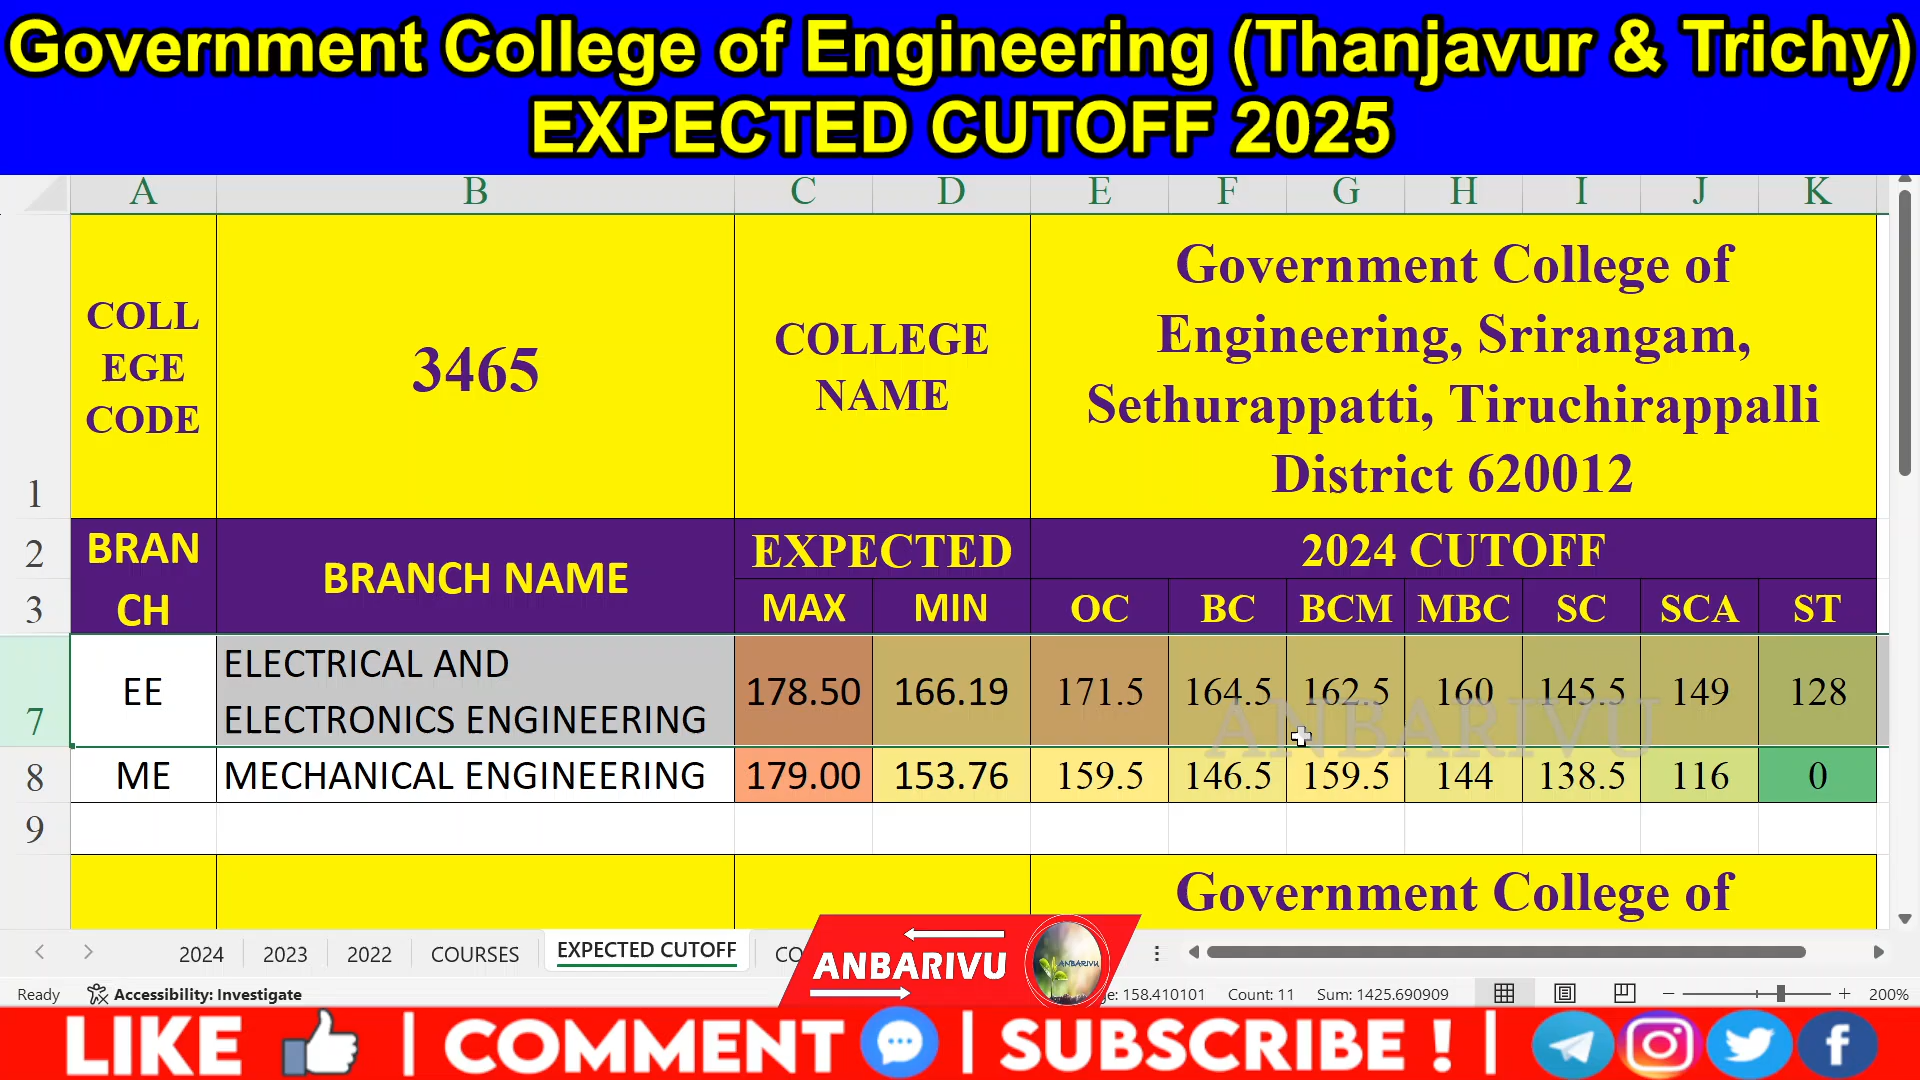 Government College of Engineering (Thanjavur & Trichy)
EXPECTED CUTOFF 2025
A B C D E F G H I J K
1
COLL
EGE
CODE
3465
COLLEGE
NAME
Government College of
Engineering, Srirangam,
Sethurappatti, Tiruchirappalli
District 620012
2
BRAN
CH
BRANCH NAME
EXPECTED
2024 CUTOFF
3
MAX MIN OC BC BCM MBC SC SCA ST
7
EE
ELECTRICAL AND
ELECTRONICS ENGINEERING
178.50 166.19 171.5 164.5 162.5 160 145.5 149 128
ANBARIVU
8 ME MECHANICAL ENGINEERING 179.00 153.76 159.5 146.5 159.5 144 138.5 116 0
9
Government College of
2024 2023 2022 COURSES EXPECTED CUTOFF CO
ANBARIVU
ANBARIVU
Ready Accessibility: Investigate ge: 158.410101 Count: 11 Sum: 1425.690909 200%
LIKE | COMMENT | SUBSCRIBE ! |